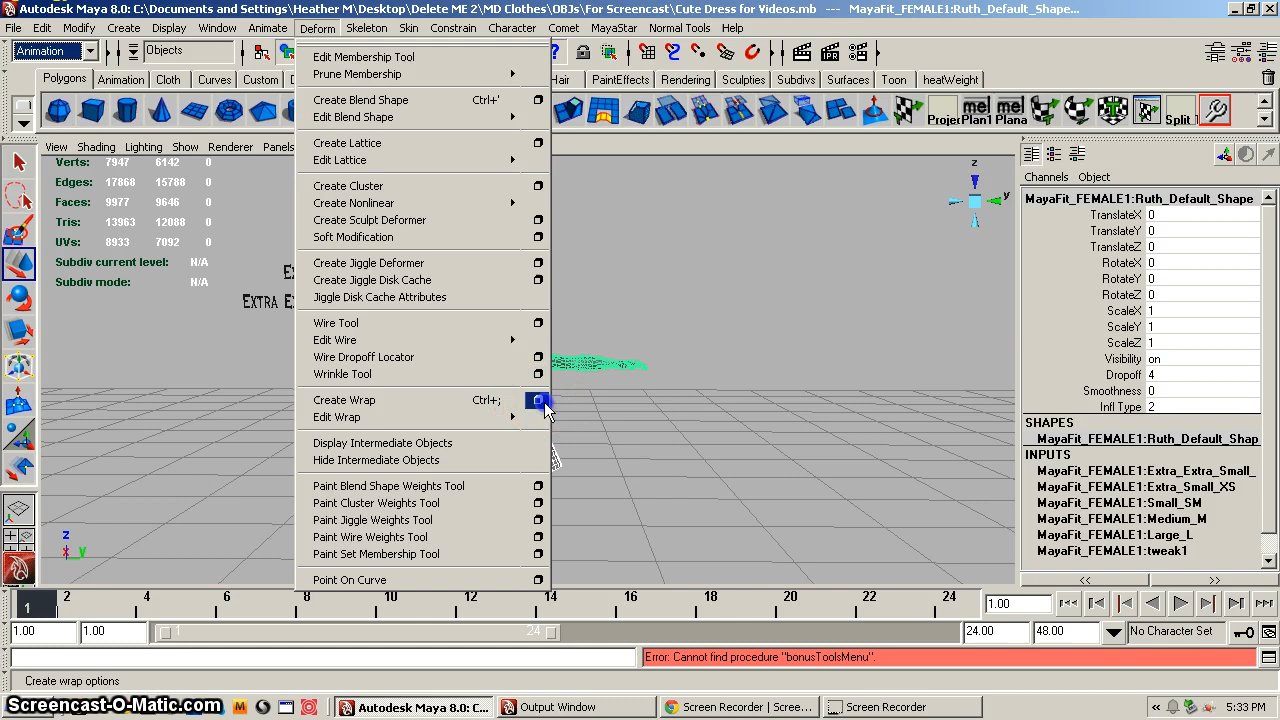 Autodesk Maya 8.0: C:\Documents and Settings\Heather M\Desktop\Delete ME 2\MD Clothes\OBJs\For Screencast\Cute Dress for Videos.mb --- MayaFit_FEMALE1:Ruth_Default_Shape...
File Edit Modify Create Display Window Animate Deform Skeleton Skin Constrain Character Comet MayaStar Normal Tools Help
Animation Objects
Polygons Animation Cloth Curves Custom Hair PaintEffects Rendering Sculpties Subdivs Surfaces Toon heatWeight
Projec Plan1 Plana Split_1
mel mel
View Shading Lighting Show Renderer Panels
Verts: 7947 6142 0
Edges: 17868 15788 0
Faces: 9977 9646 0
Tris: 13963 12088 0
UVs: 8933 7092 0
Subdiv current level: N/A
Subdiv mode: N/A
Extra E
Edit Membership Tool
Prune Membership
Create Blend Shape Ctrl+'
Edit Blend Shape
Create Lattice
Edit Lattice
Create Cluster
Create Nonlinear
Create Sculpt Deformer
Soft Modification
Create Jiggle Deformer
Create Jiggle Disk Cache
Jiggle Disk Cache Attributes
Wire Tool
Edit Wire
Wire Dropoff Locator
Wrinkle Tool
Create Wrap Ctrl+;
Edit Wrap
Display Intermediate Objects
Hide Intermediate Objects
Paint Blend Shape Weights Tool
Paint Cluster Weights Tool
Paint Jiggle Weights Tool
Paint Wire Weights Tool
Paint Set Membership Tool
Point On Curve
z
y
z
x y
Channels Object
MayaFit_FEMALE1:Ruth_Default_Shape
TranslateX 0
TranslateY 0
TranslateZ 0
RotateX 0
RotateY 0
RotateZ 0
ScaleX 1
ScaleY 1
ScaleZ 1
Visibility on
Dropoff 4
Smoothness 0
Infl Type 2
SHAPES
MayaFit_FEMALE1:Ruth_Default_Shap
INPUTS
MayaFit_FEMALE1:Extra_Extra_Small_
MayaFit_FEMALE1:Extra_Small_XS
MayaFit_FEMALE1:Small_SM
MayaFit_FEMALE1:Medium_M
MayaFit_FEMALE1:Large_L
MayaFit_FEMALE1:tweak1
<< >>
1 2 4 6 8 10 12 14 16 18 20 22 24 1.00
1.00 1.00 1 24 24.00 48.00 No Character Set
Error: Cannot find procedure "bonusToolsMenu".
Create wrap options
Screencast-O-Matic.com Autodesk Maya 8.0: C:\... Output Window Screen Recorder | Scree... Screen Recorder 5:33 PM